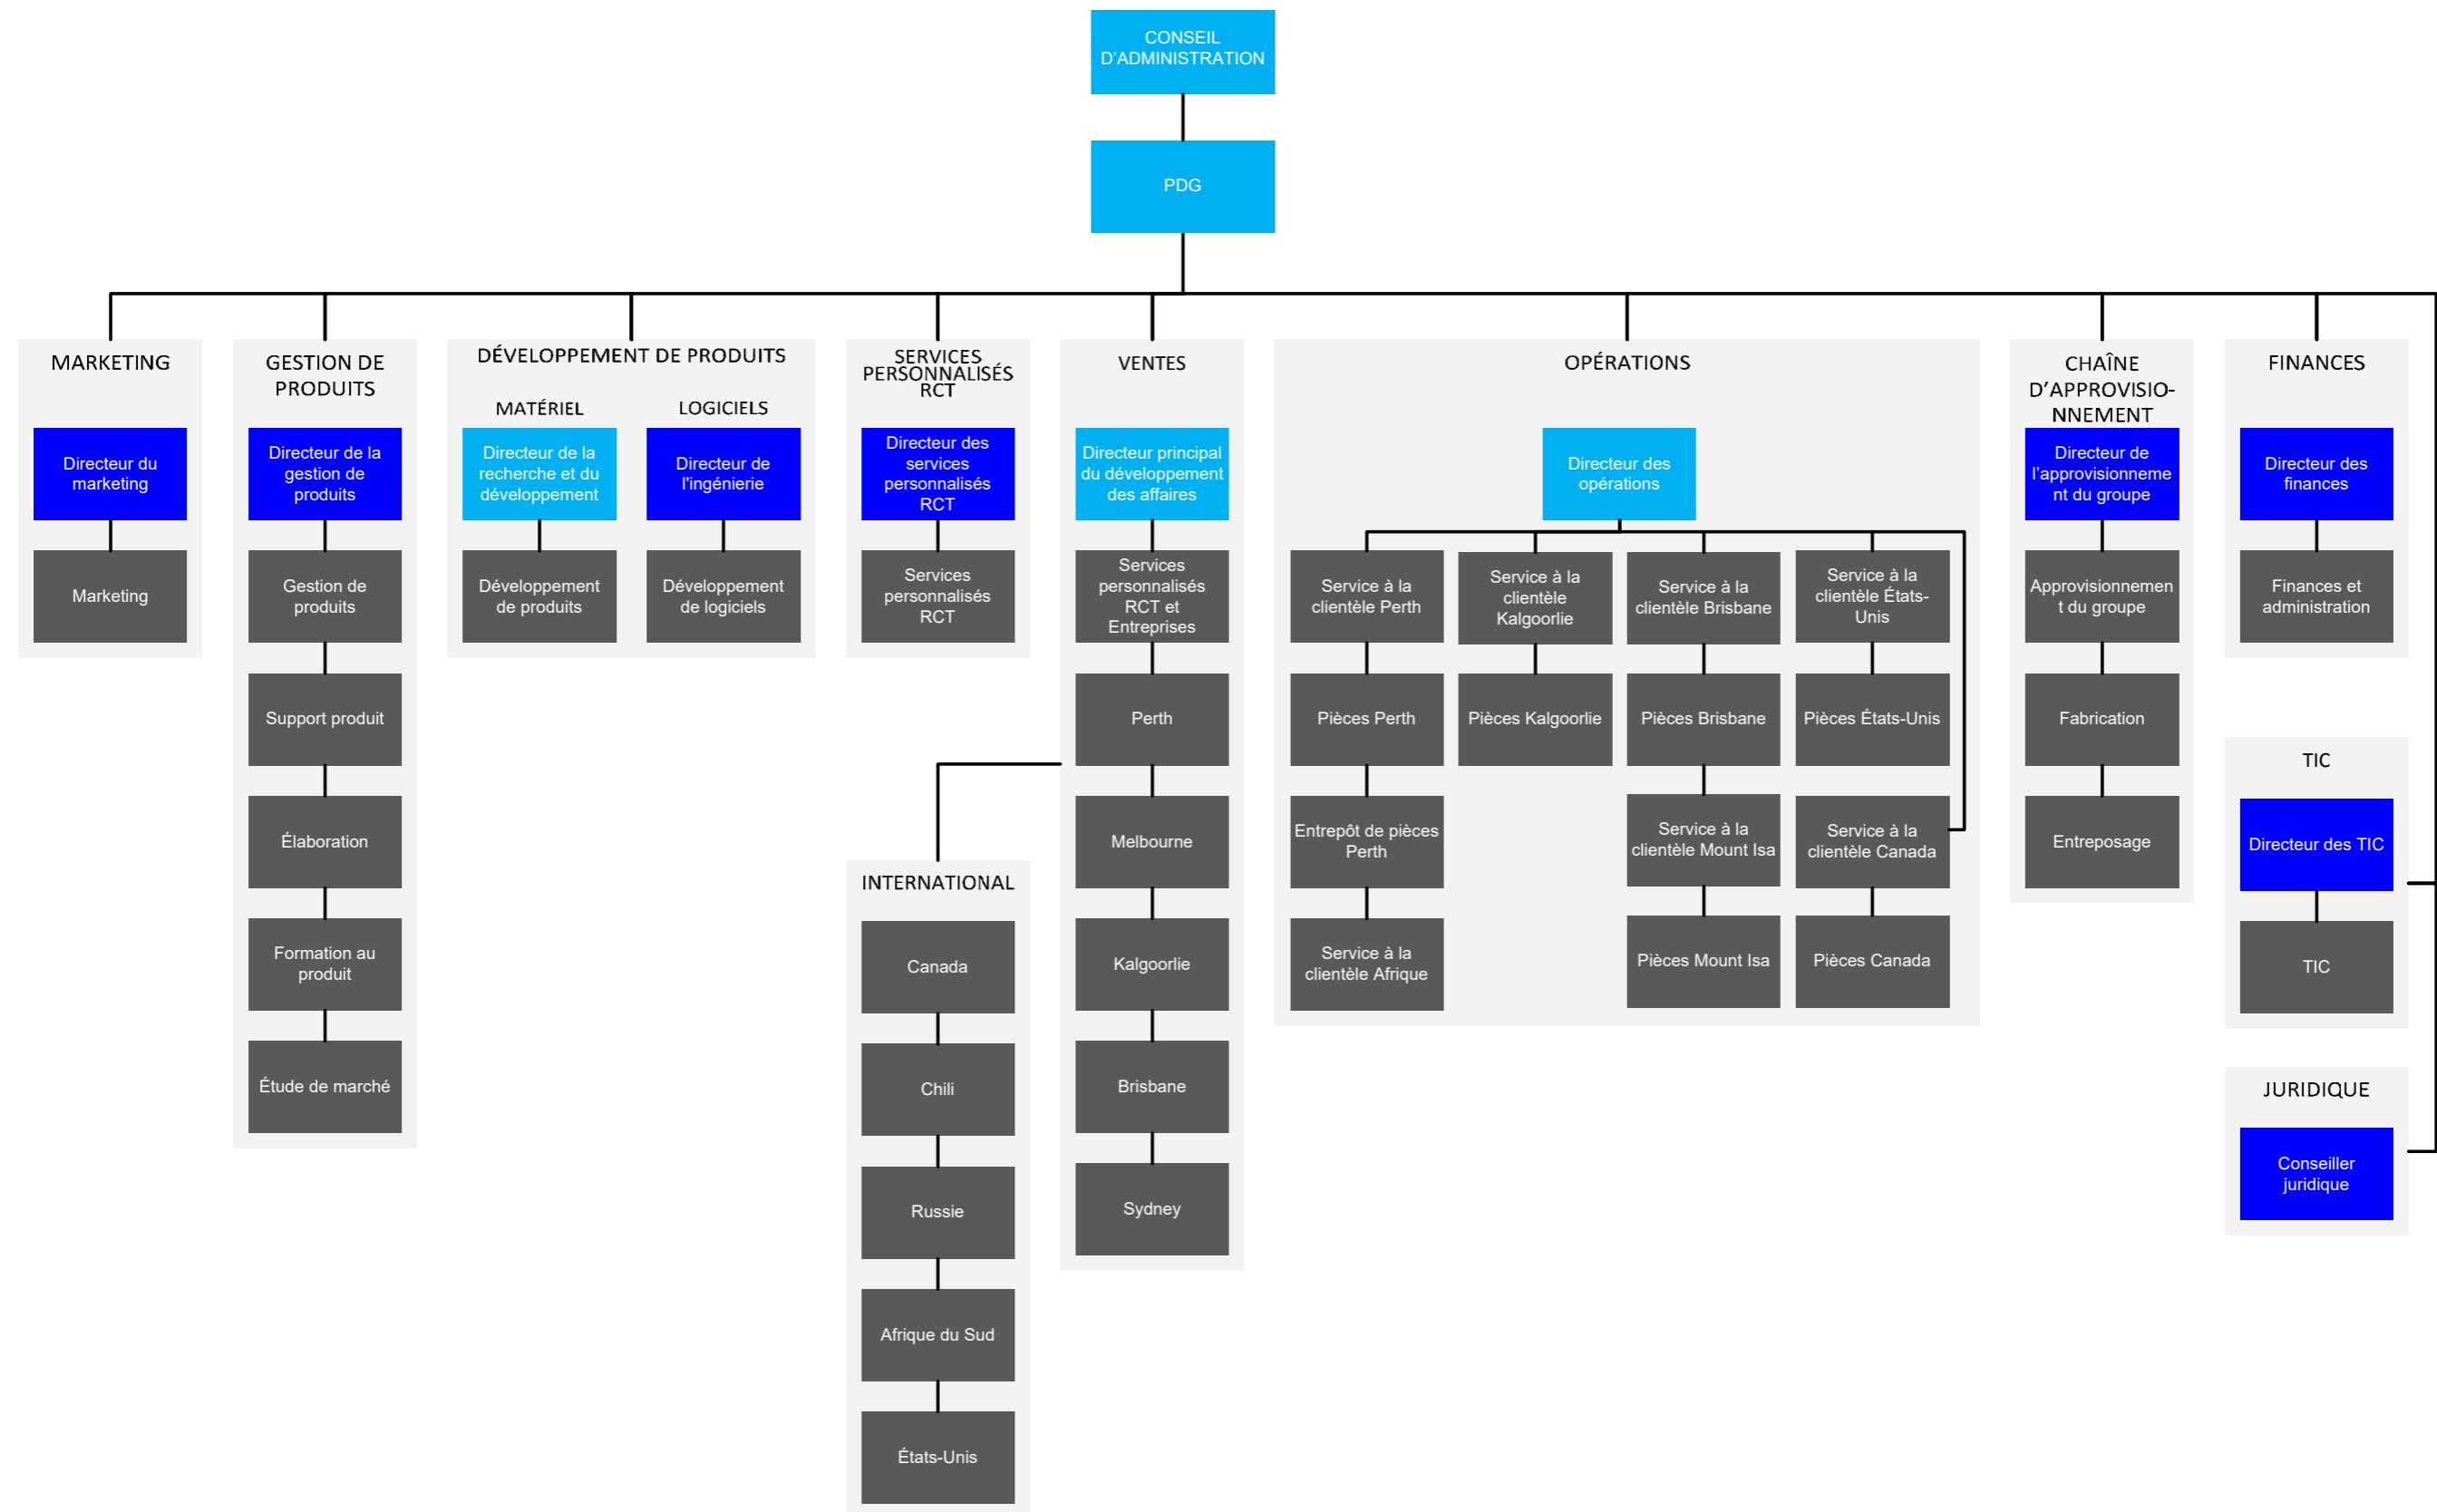 CONSEIL
D’ADMINISTRATION
PDG
MARKETING
Directeur du
marketing
Marketing
GESTION DE
PRODUITS
Directeur de la
gestion de
produits
Gestion de
produits
Support produit
Élaboration
Formation au
produit
Étude de marché
DÉVELOPPEMENT DE PRODUITS
MATÉRIEL
Directeur de la
recherche et du
développement
Développement
de produits
LOGICIELS
Directeur de
l'ingénierie
Développement
de logiciels
SERVICES
PERSONNALISÉS
RCT
Directeur des
services
personnalisés
RCT
Services
personnalisés
RCT
INTERNATIONAL
Canada
Chili
Russie
Afrique du Sud
États-Unis
VENTES
Directeur principal
du développement
des affaires
Services
personnalisés
RCT et
Entreprises
Perth
Melbourne
Kalgoorlie
Brisbane
Sydney
OPÉRATIONS
Directeur des
opérations
Service à la
clientèle Perth
Pièces Perth
Entrepôt de pièces
Perth
Service à la
clientèle Afrique
Service à la
clientèle
Kalgoorlie
Pièces Kalgoorlie
Service à la
clientèle Brisbane
Pièces Brisbane
Service à la
clientèle Mount Isa
Pièces Mount Isa
Service à la
clientèle États-
Unis
Pièces États-Unis
Service à la
clientèle Canada
Pièces Canada
CHAÎNE
D’APPROVISIO-
NNEMENT
Directeur de
l’approvisionneme
nt du groupe
Approvisionnemen
t du groupe
Fabrication
Entreposage
FINANCES
Directeur des
finances
Finances et
administration
TIC
Directeur des TIC
TIC
JURIDIQUE
Conseiller
juridique